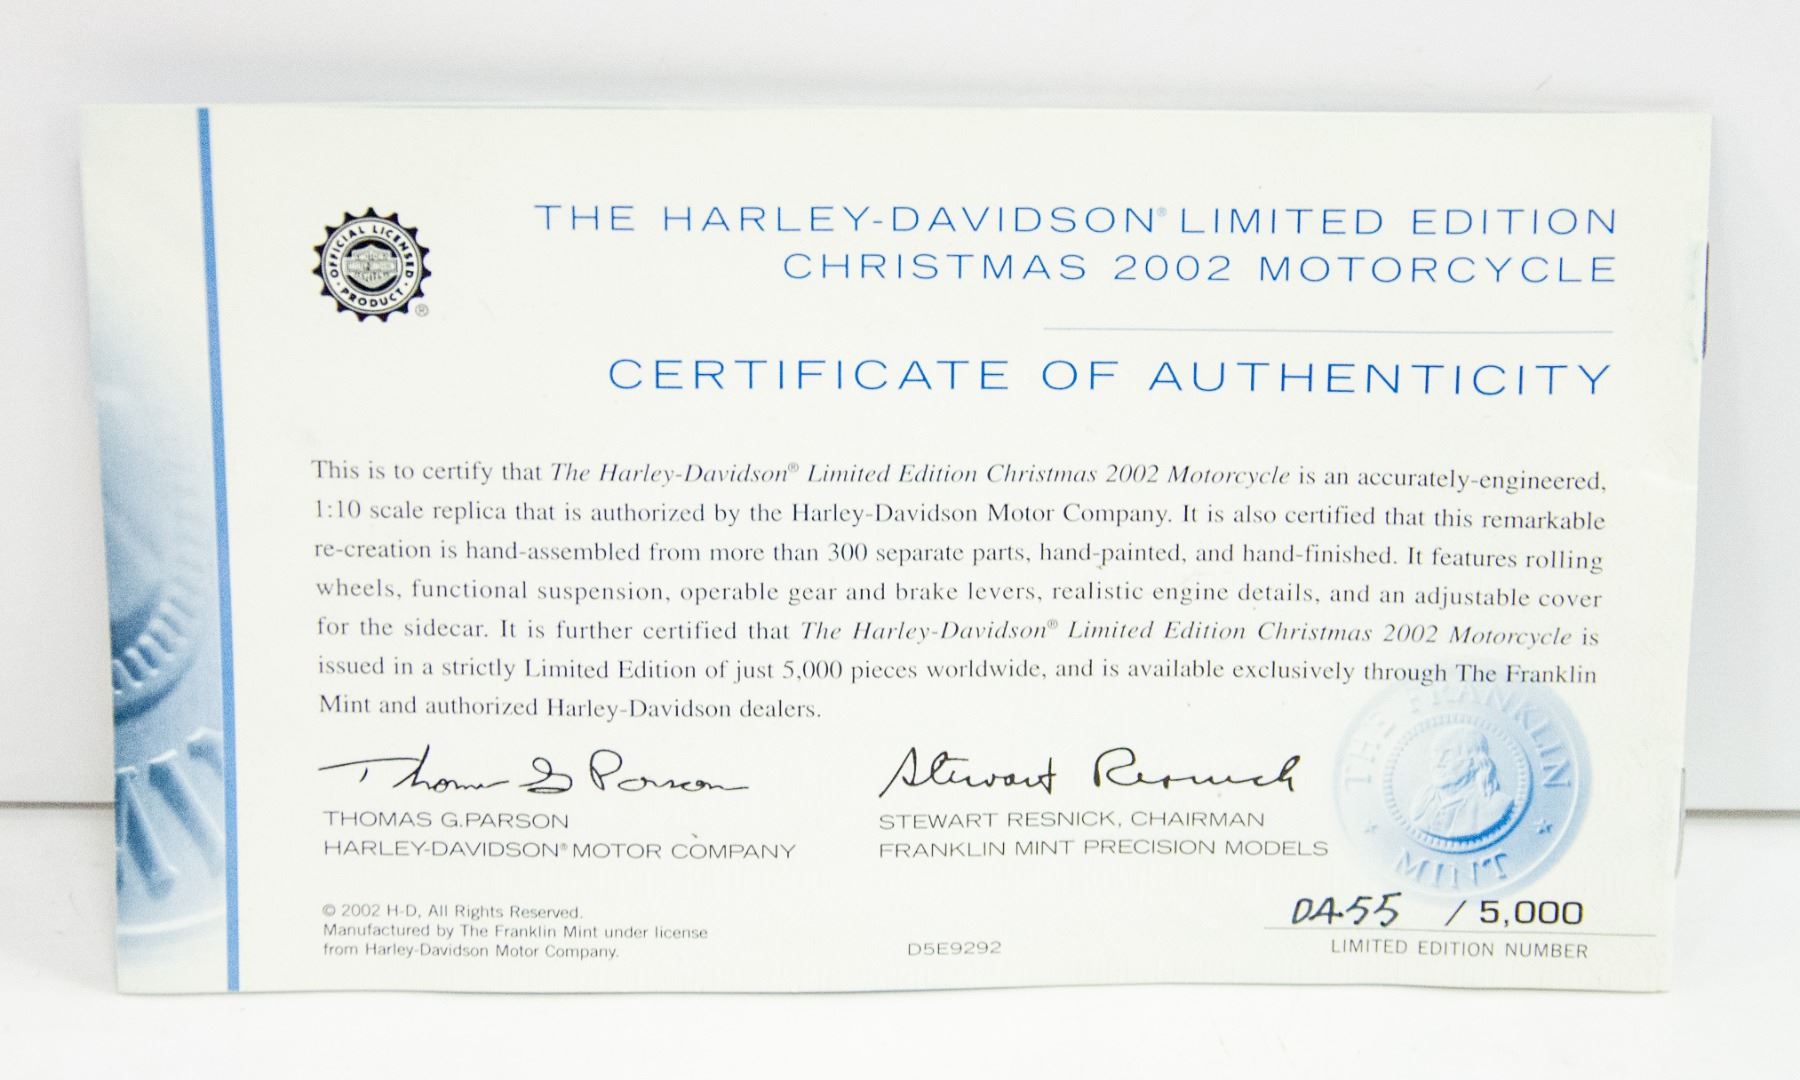 OFFICIAL LICENSED
PRODUCT
®
THE HARLEY-DAVIDSON® LIMITED EDITION
CHRISTMAS 2002 MOTORCYCLE
CERTIFICATE OF AUTHENTICITY
This is to certify that The Harley-Davidson® Limited Edition Christmas 2002 Motorcycle is an accurately-engineered,
1:10 scale replica that is authorized by the Harley-Davidson Motor Company. It is also certified that this remarkable
re-creation is hand-assembled from more than 300 separate parts, hand-painted, and hand-finished. It features rolling
wheels, functional suspension, operable gear and brake levers, realistic engine details, and an adjustable cover
for the sidecar. It is further certified that The Harley-Davidson® Limited Edition Christmas 2002 Motorcycle is
issued in a strictly Limited Edition of just 5,000 pieces worldwide, and is available exclusively through The Franklin
Mint and authorized Harley-Davidson dealers.
Thomas G Parson
Stewart Resnick
THOMAS G.PARSON
HARLEY-DAVIDSON® MOTOR COMPANY
STEWART RESNICK, CHAIRMAN
FRANKLIN MINT PRECISION MODELS
THE FRANKLIN
MINT
© 2002 H-D, All Rights Reserved.
Manufactured by The Franklin Mint under license
from Harley-Davidson Motor Company.
D5E9292
DA-55 / 5,000
LIMITED EDITION NUMBER